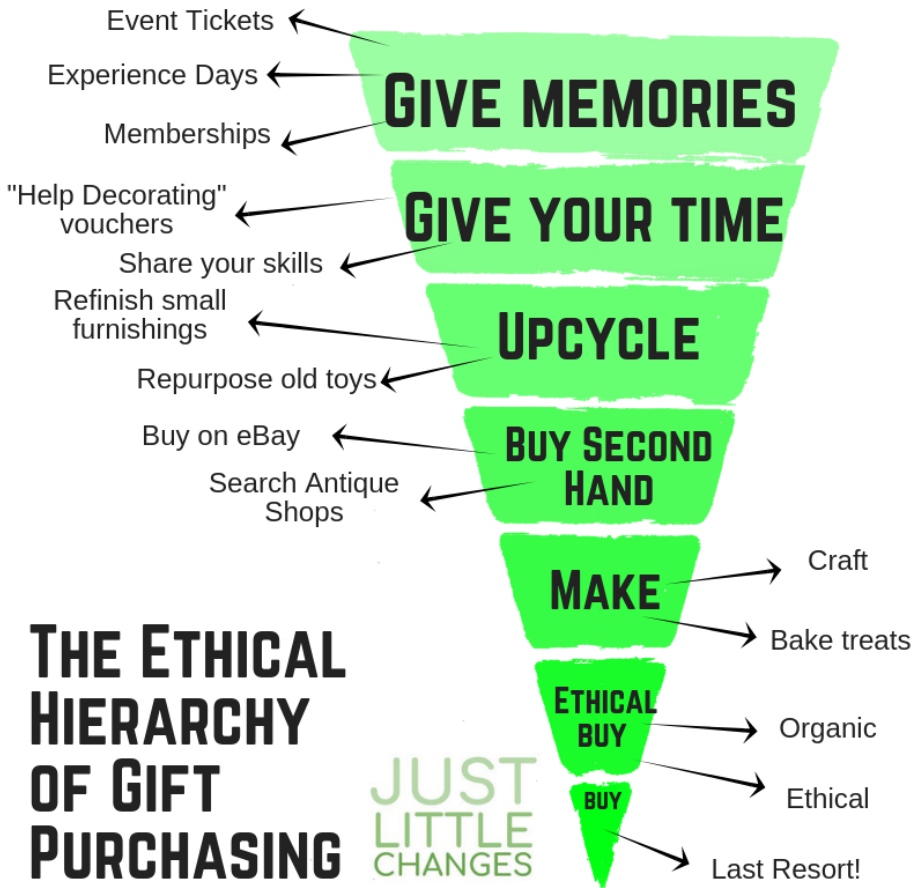 Event Tickets
Experience Days
GIVE MEMORIES
Memberships
"Help Decorating"
vouchers
GIVE YOUR TIME
Share your skills
Refinish small
furnishings
UPCYCLE
Repurpose old toys
Buy on eBay
BUY SECOND
HAND
Search Antique
Shops
MAKE
Craft
Bake treats
ETHICAL
BUY
Organic
Ethical
BUY
Last Resort!
THE ETHICAL
HIERARCHY
OF GIFT
PURCHASING
JUST
LITTLE
CHANGES